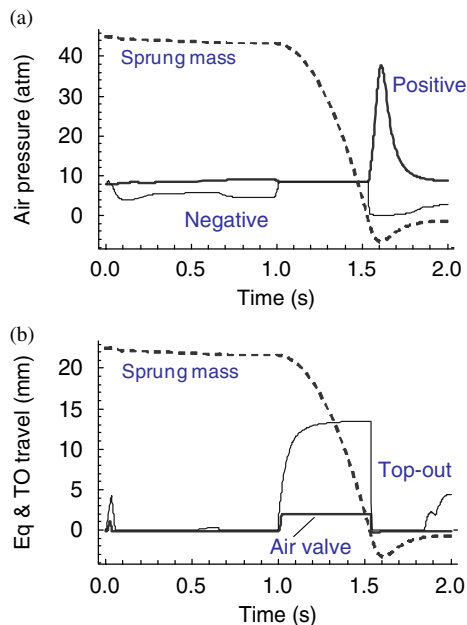 (a)
Air pressure (atm)
40
30
20
10
0
Sprung mass
Positive
Negative
0.0 0.5 1.0 1.5 2.0
Time (s)
(b)
Eq & TO travel (mm)
20
15
10
5
0
Sprung mass
Top-out
Air valve
0.0 0.5 1.0 1.5 2.0
Time (s)